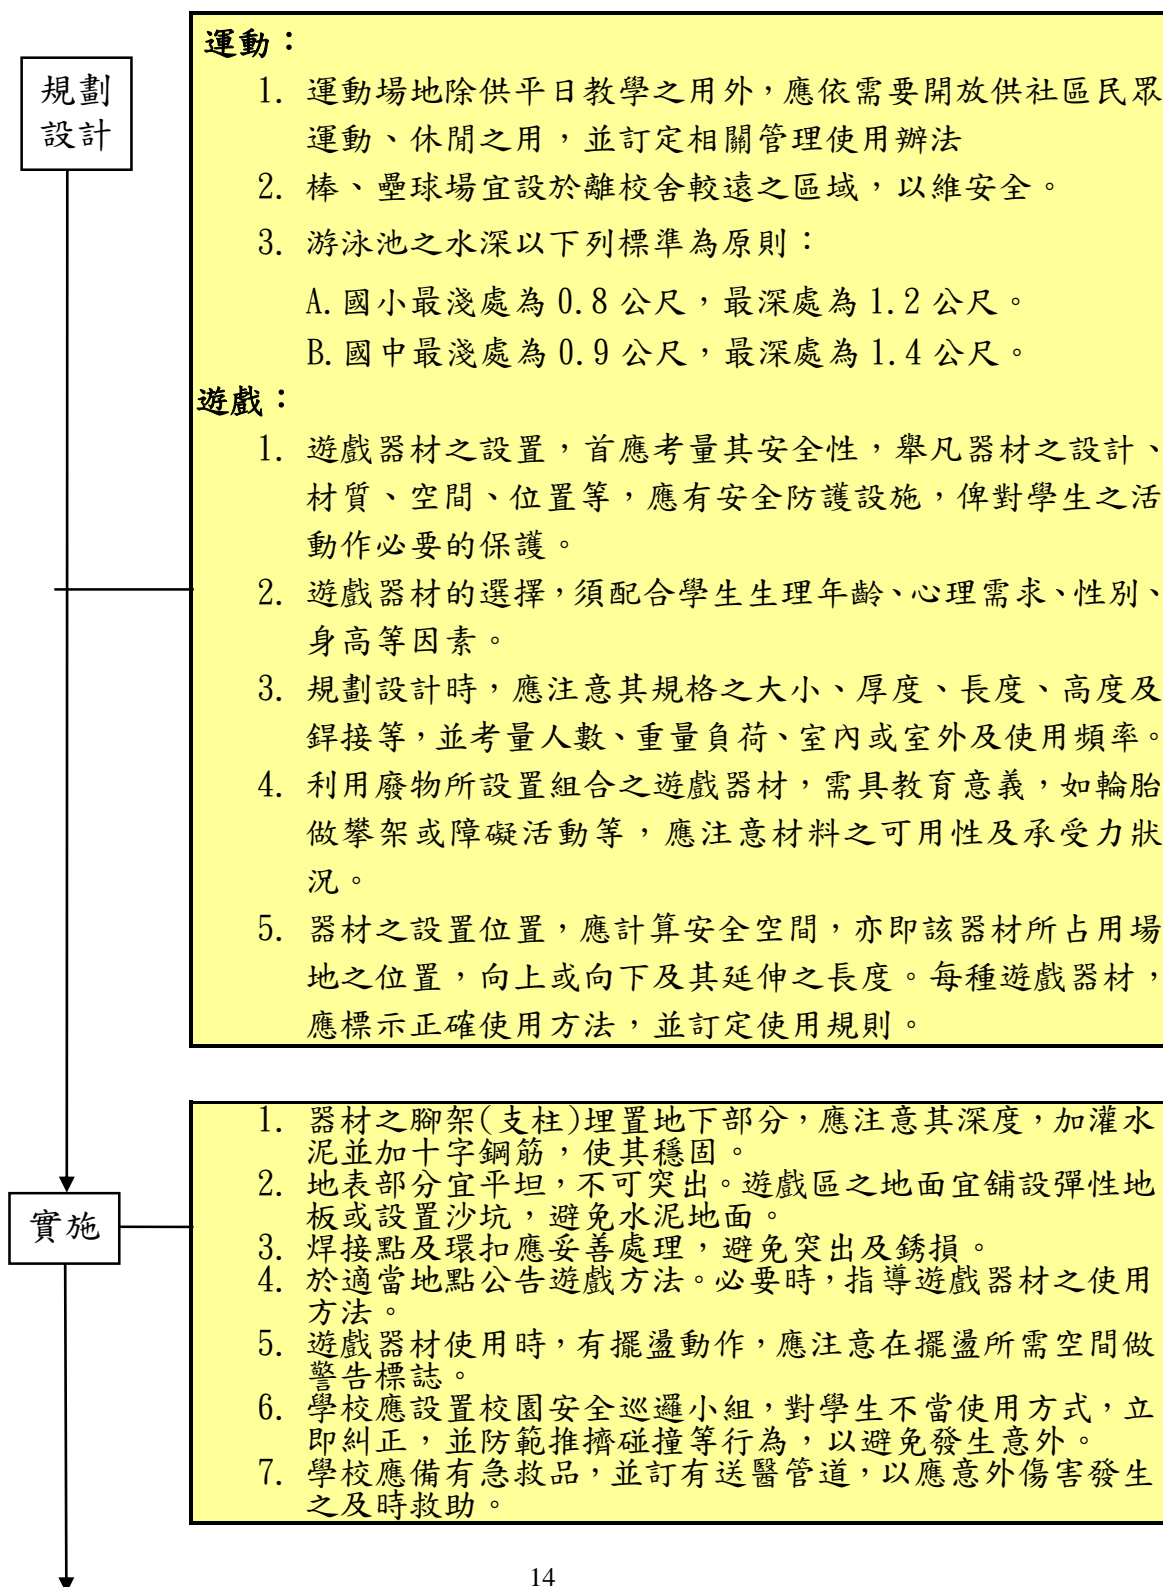 規劃
設計
運動：
1. 運動場地除供平日教學之用外，應依需要開放供社區民眾
運動、休閒之用，並訂定相關管理使用辦法
2. 棒、壘球場宜設於離校舍較遠之區域，以維安全。
3. 游泳池之水深以下列標準為原則：
A.國小最淺處為 0.8 公尺，最深處為 1.2 公尺。
B.國中最淺處為 0.9 公尺，最深處為 1.4 公尺。
遊戲：
1. 遊戲器材之設置，首應考量其安全性，舉凡器材之設計、
材質、空間、位置等，應有安全防護設施，俾對學生之活
動作必要的保護。
2. 遊戲器材的選擇，須配合學生生理年齡、心理需求、性別、
身高等因素。
3. 規劃設計時，應注意其規格之大小、厚度、長度、高度及
銲接等，並考量人數、重量負荷、室內或室外及使用頻率。
4. 利用廢物所設置組合之遊戲器材，需具教育意義，如輪胎
做攀架或障礙活動等，應注意材料之可用性及承受力狀
況。
5. 器材之設置位置，應計算安全空間，亦即該器材所占用場
地之位置，向上或向下及其延伸之長度。每種遊戲器材，
應標示正確使用方法，並訂定使用規則。
實施
1. 器材之腳架(支柱)埋置地下部分，應注意其深度，加灌水
泥並加十字鋼筋，使其穩固。
2. 地表部分宜平坦，不可突出。遊戲區之地面宜舖設彈性地
板或設置沙坑，避免水泥地面。
3. 焊接點及環扣應妥善處理，避免突出及銹損。
4. 於適當地點公告遊戲方法。必要時，指導遊戲器材之使用
方法。
5. 遊戲器材使用時，有擺盪動作，應注意在擺盪所需空間做
警告標誌。
6. 學校應設置校園安全巡邏小組，對學生不當使用方式，立
即糾正，並防範推擠碰撞等行為，以避免發生意外。
7. 學校應備有急救品，並訂有送醫管道，以應意外傷害發生
之及時救助。
14